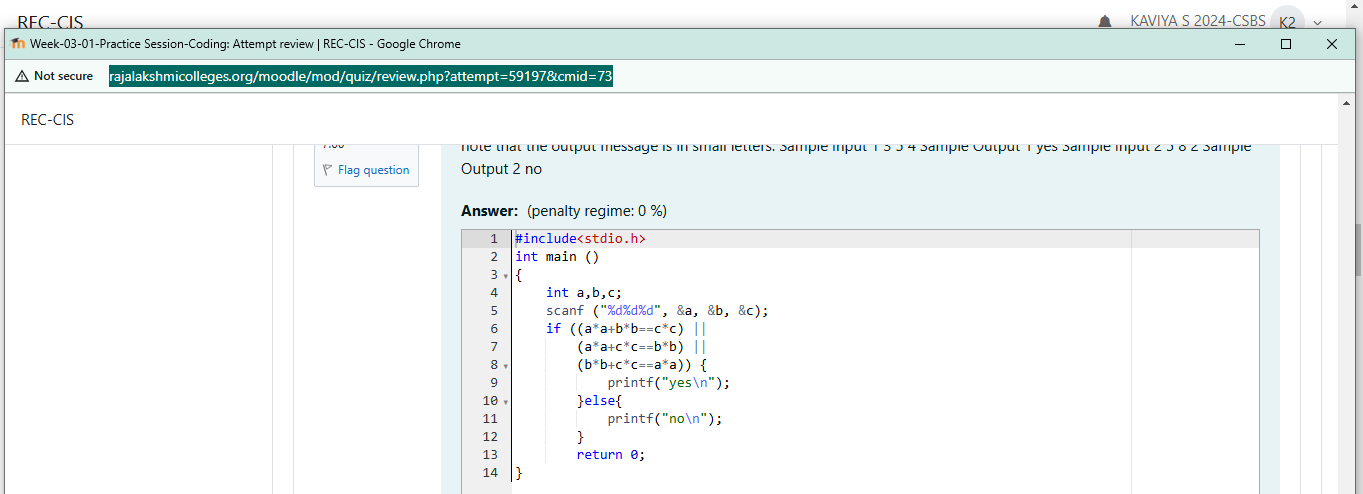 REC-CIS
KAVIYA S 2024-CSBS K2
Week-03-01-Practice Session-Coding: Attempt review | REC-CIS - Google Chrome
Not secure rajalakshmicolleges.org/moodle/mod/quiz/review.php?attempt=59197&cmid=73
REC-CIS
note that the output message is in small letters. Sample Input 1 3 5 4 Sample Output 1 yes Sample Input 2 5 8 2 Sample
Flag question
Output 2 no
Answer: (penalty regime: 0 %)
1 #include<stdio.h>
2 int main ()
3 {
4 int a,b,c;
5 scanf ("%d%d%d", &a, &b, &c);
6 if ((a*a+b*b==c*c) ||
7 (a*a+c*c==b*b) ||
8 (b*b+c*c==a*a)) {
9 printf("yes\n");
10 }else{
11 printf("no\n");
12 }
13 return 0;
14 }